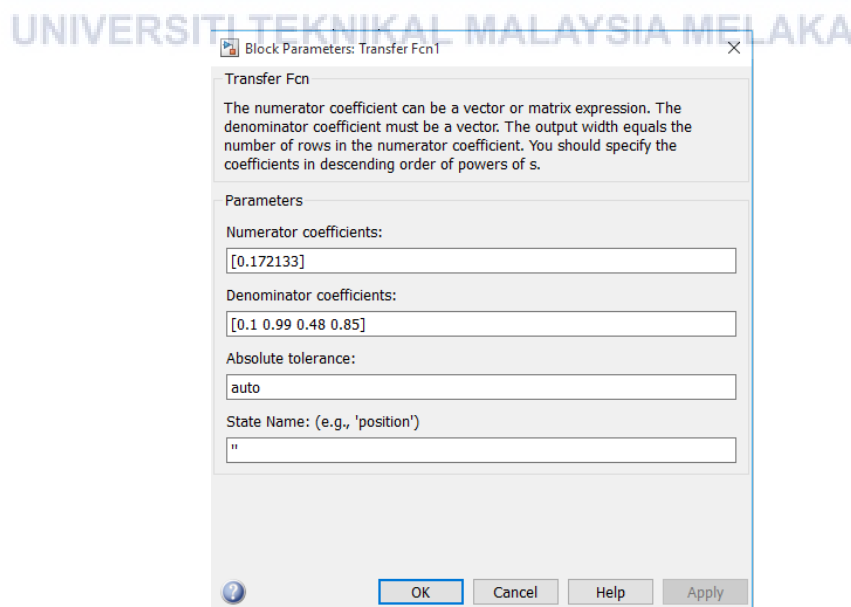 UNIVERSITI TEKNIKAL MALAYSIA MELAKA
Block Parameters: Transfer Fcn1
Transfer Fcn
The numerator coefficient can be a vector or matrix expression. The
denominator coefficient must be a vector. The output width equals the
number of rows in the numerator coefficient. You should specify the
coefficients in descending order of powers of s.
Parameters
Numerator coefficients:
[0.172133]
Denominator coefficients:
[0.1 0.99 0.48 0.85]
Absolute tolerance:
auto
State Name: (e.g., 'position')
''
OK Cancel Help Apply